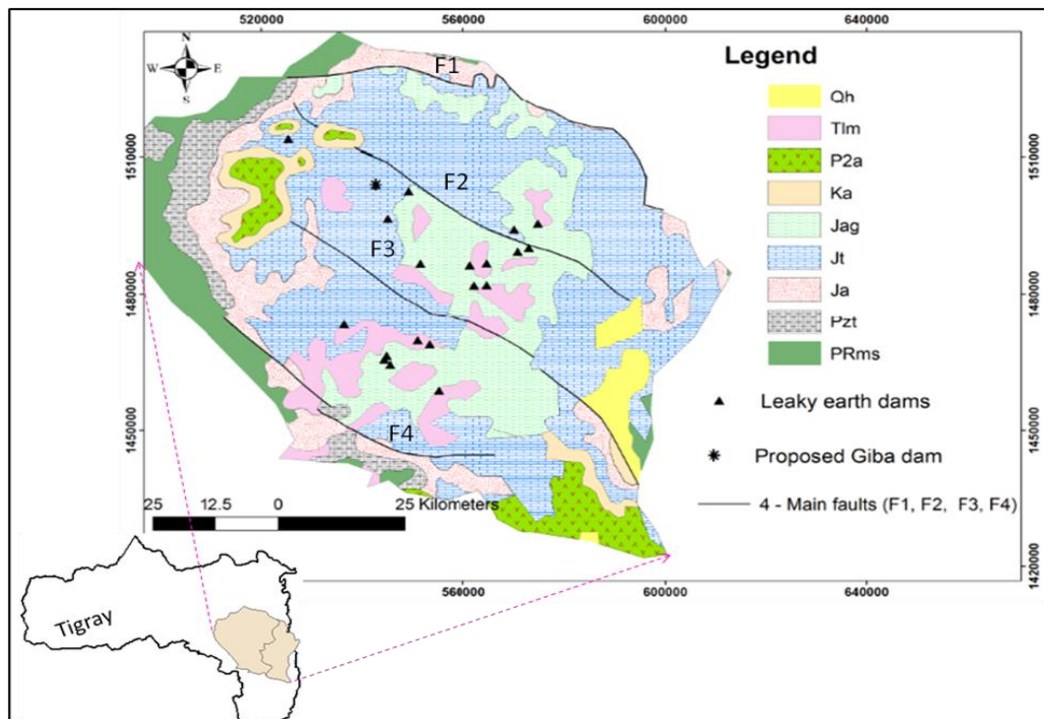 520000 560000 600000 640000
N
W E
S
F1
F2
F3
F4
1510000
1480000
1450000
1510000
1480000
1450000
1420000
Legend
Qh
Tlm
P2a
Ka
Jag
Jt
Ja
Pzt
PRms
Leaky earth dams
Proposed Giba dam
4 - Main faults (F1, F2, F3, F4)
25 12.5 0 25 Kilometers
560000 600000 640000
Tigray